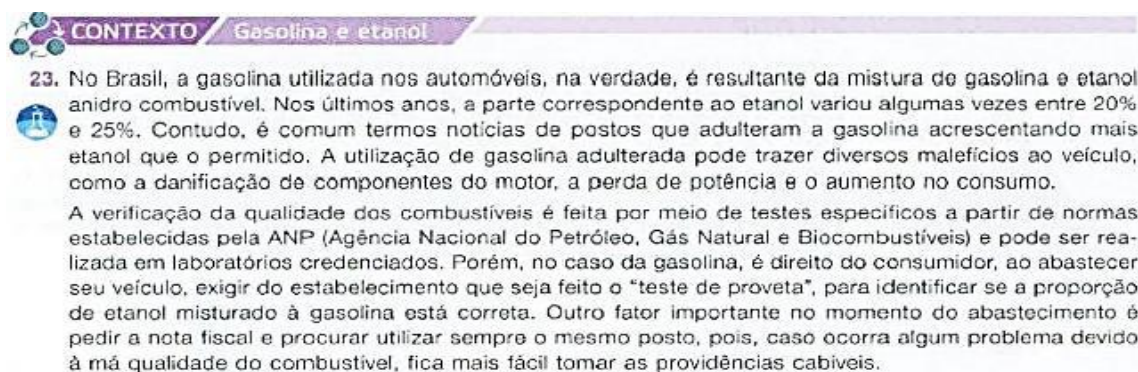 CONTEXTO Gasolina e etanol
23. No Brasil, a gasolina utilizada nos automóveis, na verdade, é resultante da mistura de gasolina e etanol
anidro combustível. Nos últimos anos, a parte correspondente ao etanol variou algumas vezes entre 20%
e 25%. Contudo, é comum termos notícias de postos que adulteram a gasolina acrescentando mais
etanol que o permitido. A utilização de gasolina adulterada pode trazer diversos malefícios ao veículo,
como a danificação de componentes do motor, a perda de potência e o aumento no consumo.
A verificação da qualidade dos combustíveis é feita por meio de testes específicos a partir de normas
estabelecidas pela ANP (Agência Nacional do Petróleo, Gás Natural e Biocombustíveis) e pode ser rea-
lizada em laboratórios credenciados. Porém, no caso da gasolina, é direito do consumidor, ao abastecer
seu veículo, exigir do estabelecimento que seja feito o "teste de proveta", para identificar se a proporção
de etanol misturado à gasolina está correta. Outro fator importante no momento do abastecimento é
pedir a nota fiscal e procurar utilizar sempre o mesmo posto, pois, caso ocorra algum problema devido
à má qualidade do combustível, fica mais fácil tomar as providências cabíveis.